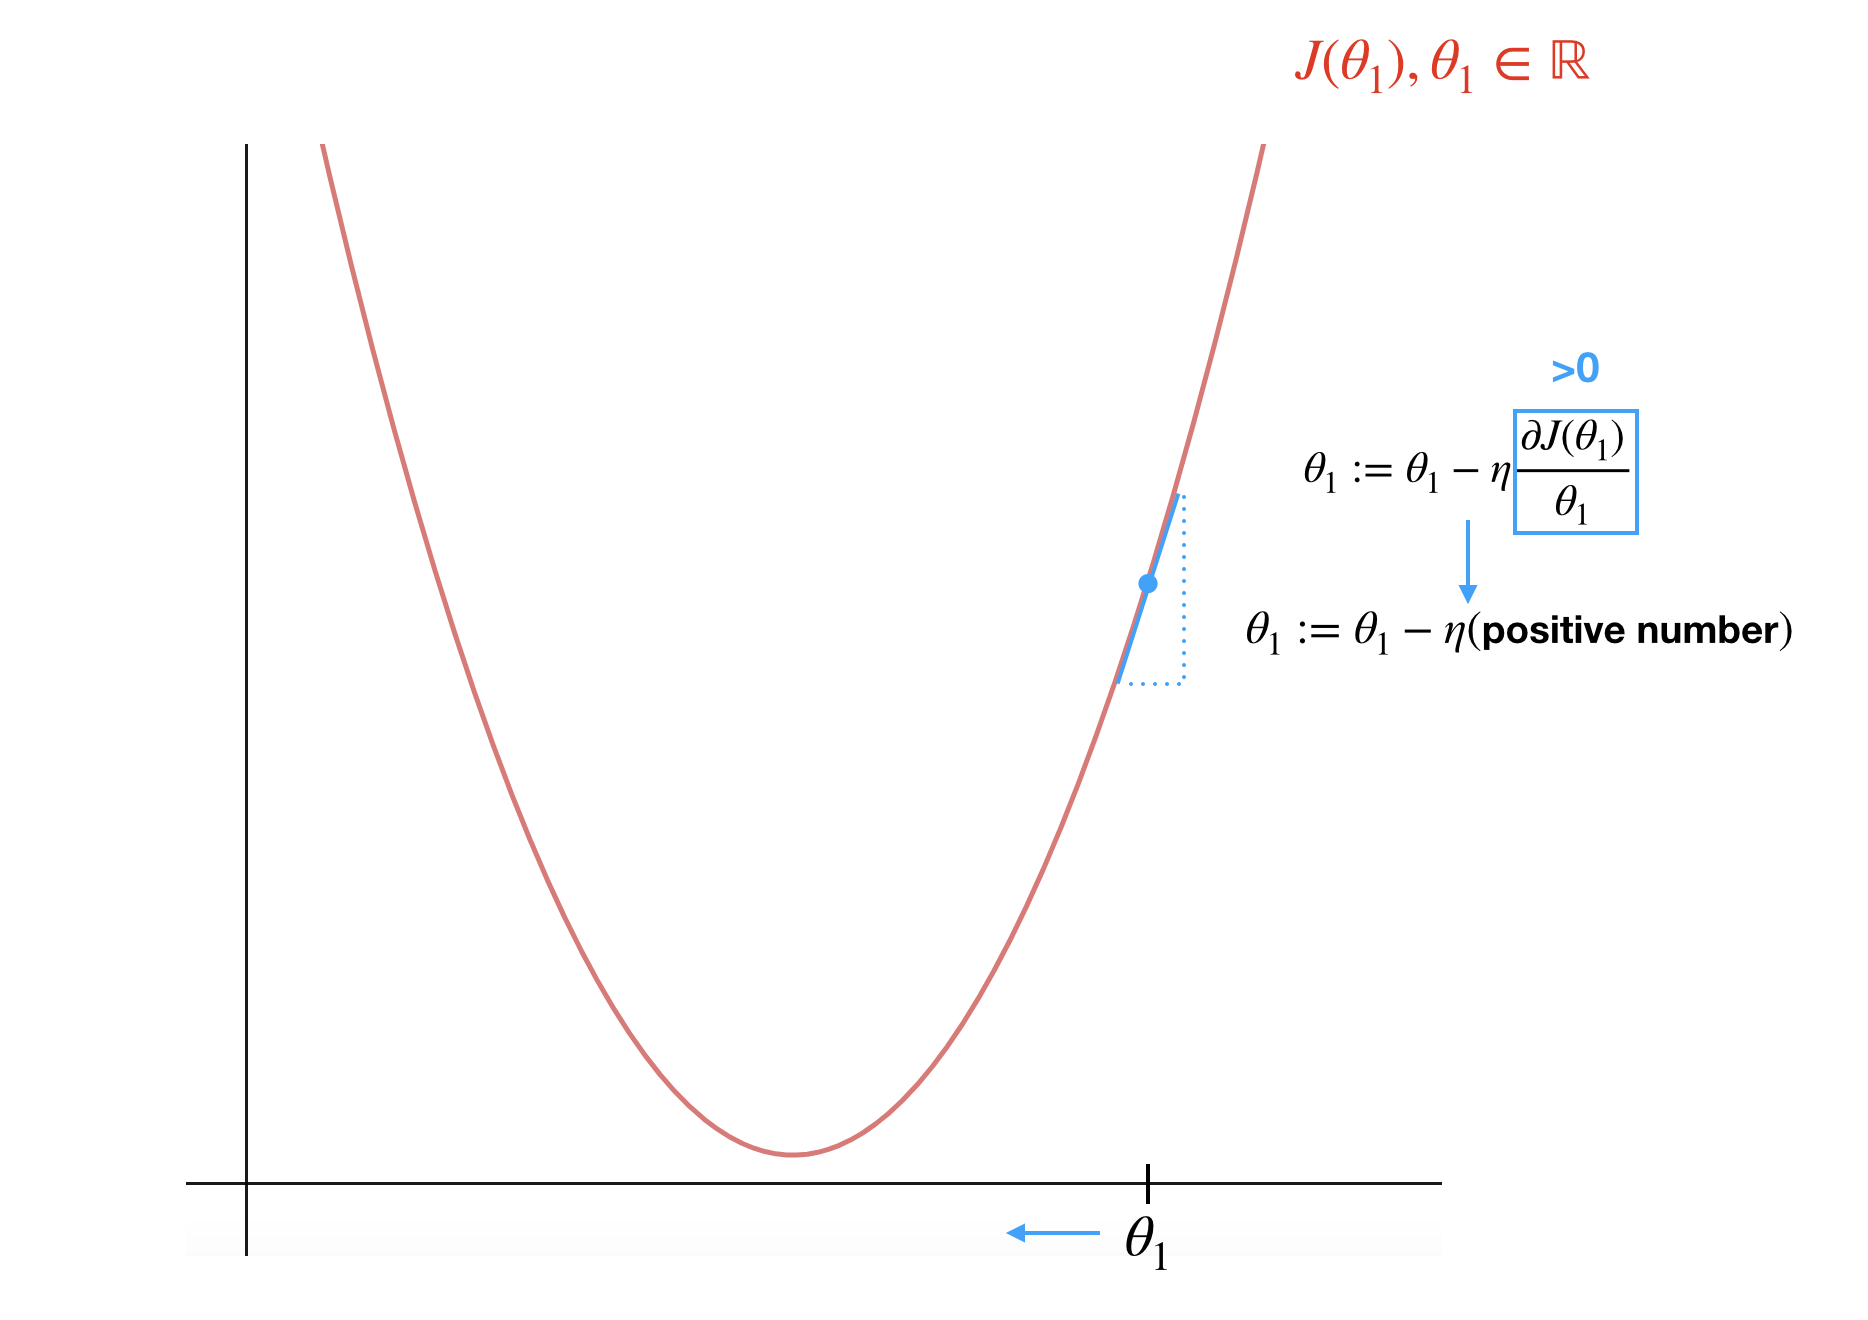 J(θ₁), θ₁ ∈ ℝ
>0
θ₁ := θ₁ − η ∂J(θ₁)/θ₁
θ₁ := θ₁ − η(positive number)
θ₁